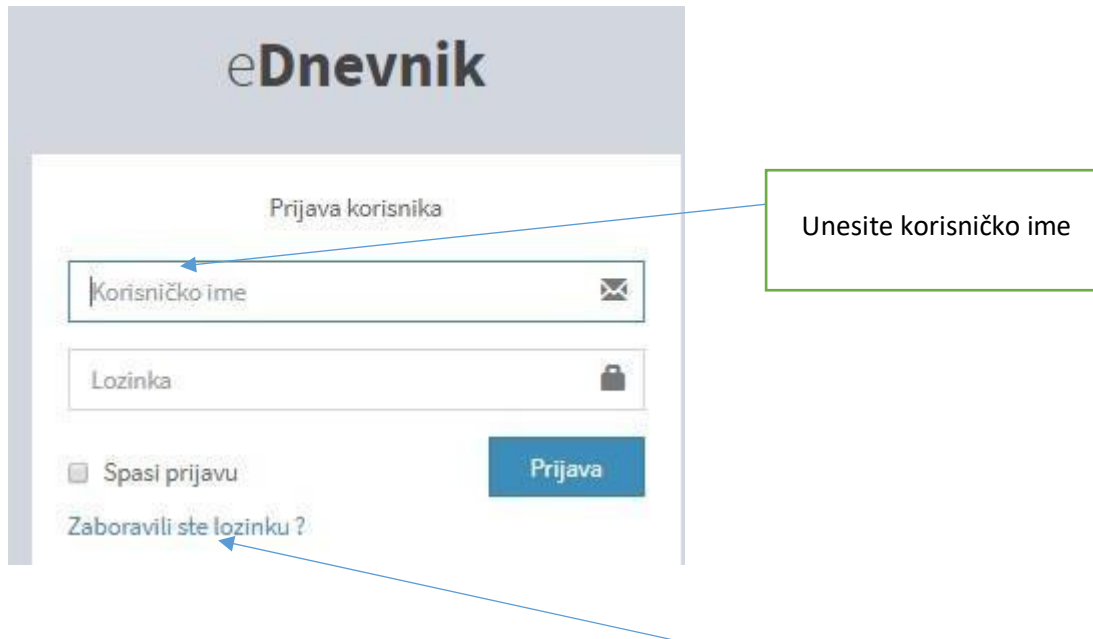 eDnevnik
Prijava korisnika
Unesite korisničko ime
Korisničko ime
Lozinka
Spasi prijavu
Prijava
Zaboravili ste lozinku ?